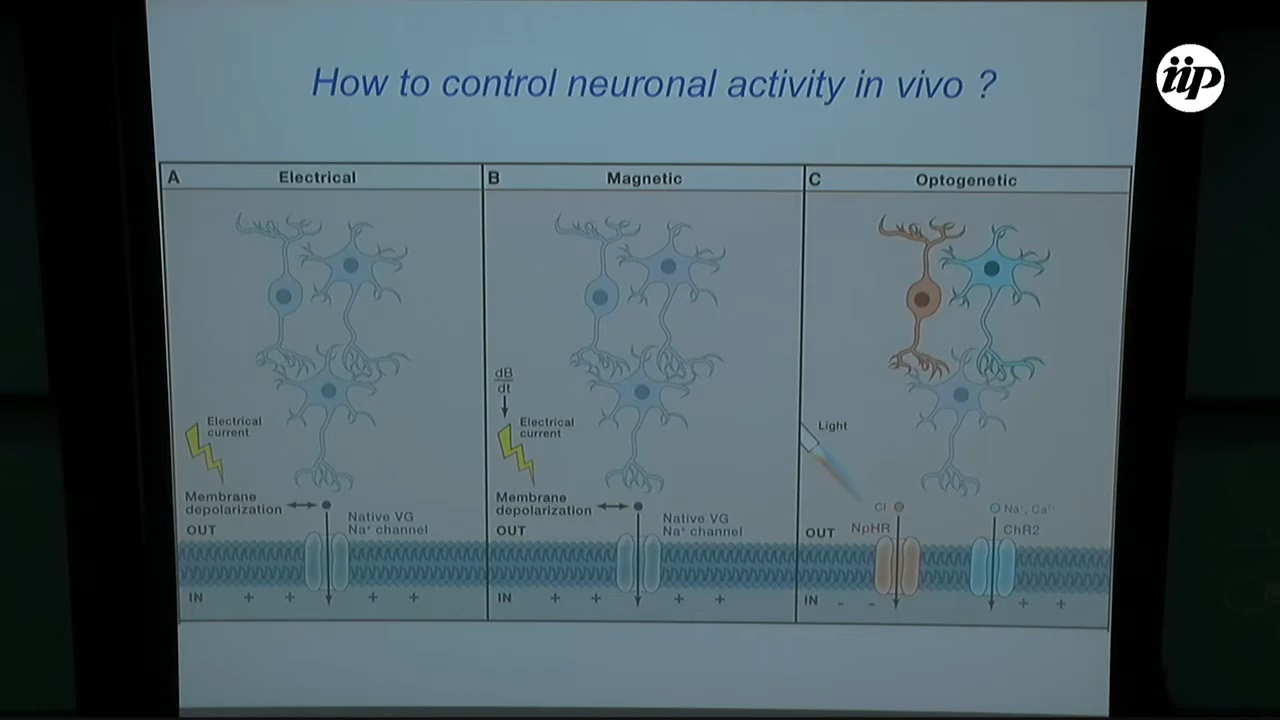 How to control neuronal activity in vivo ?
iip
A Electrical
B Magnetic
C Optogenetic
Electrical
current
Membrane
depolarization
OUT
Native VG
Na⁺ channel
IN + + + +
dB
dt
Electrical
current
Membrane
depolarization
OUT
Native VG
Na⁺ channel
IN + + + +
Light
Cl
Na⁺, Ca²⁺
OUT
NpHR
ChR2
IN - - + +